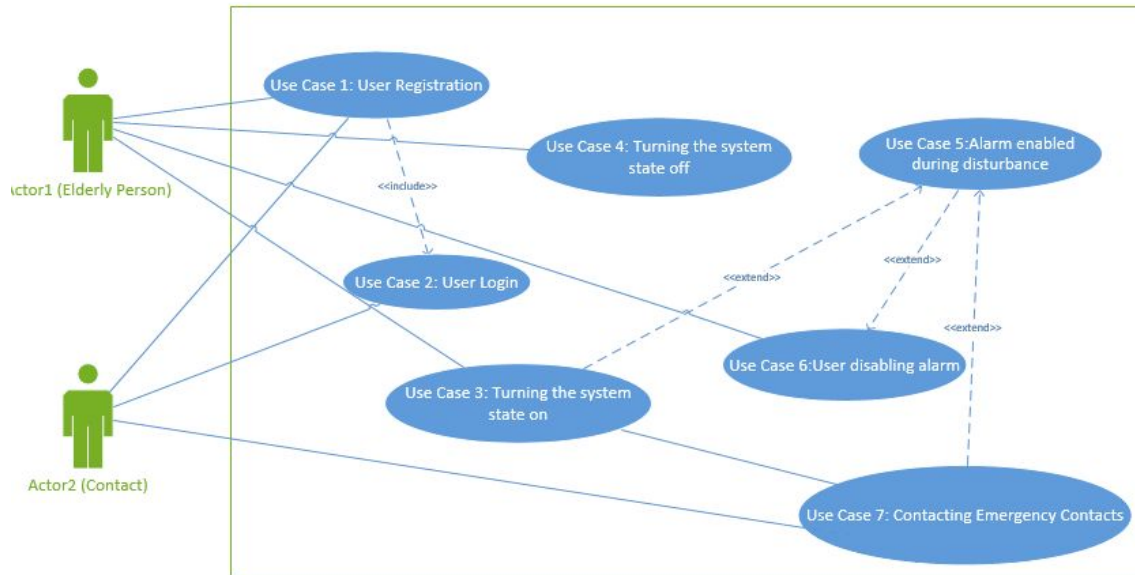 Use Case 1: User Registration
Use Case 4: Turning the system
state off
Use Case 5:Alarm enabled
during disturbance
Actor1 (Elderly Person)
<<include>>
Use Case 2: User Login
<<extend>>
<<extend>>
<<extend>>
Use Case 6:User disabling alarm
Use Case 3: Turning the system
state on
Actor2 (Contact)
Use Case 7: Contacting Emergency Contacts